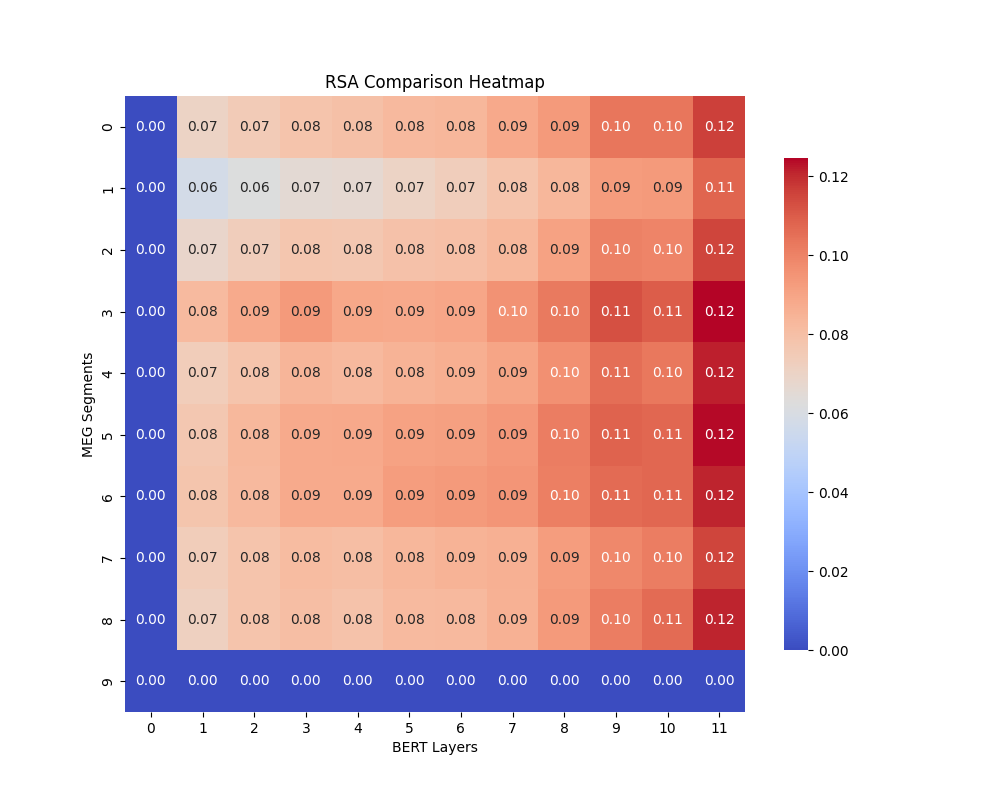 RSA Comparison Heatmap
0 0.00 0.07 0.07 0.08 0.08 0.08 0.08 0.09 0.09 0.10 0.10 0.12
1 0.00 0.06 0.06 0.07 0.07 0.07 0.07 0.08 0.08 0.09 0.09 0.11
2 0.00 0.07 0.07 0.08 0.08 0.08 0.08 0.08 0.09 0.10 0.10 0.12
3 0.00 0.08 0.09 0.09 0.09 0.09 0.09 0.10 0.10 0.11 0.11 0.12
4 0.00 0.07 0.08 0.08 0.08 0.08 0.09 0.09 0.10 0.11 0.10 0.12
5 0.00 0.08 0.08 0.09 0.09 0.09 0.09 0.09 0.10 0.11 0.11 0.12
6 0.00 0.08 0.08 0.09 0.09 0.09 0.09 0.09 0.10 0.11 0.11 0.12
7 0.00 0.07 0.08 0.08 0.08 0.08 0.09 0.09 0.09 0.10 0.10 0.12
8 0.00 0.07 0.08 0.08 0.08 0.08 0.08 0.09 0.09 0.10 0.11 0.12
9 0.00 0.00 0.00 0.00 0.00 0.00 0.00 0.00 0.00 0.00 0.00 0.00
0 1 2 3 4 5 6 7 8 9 10 11
BERT Layers
MEG Segments
0.12
0.10
0.08
0.06
0.04
0.02
0.00